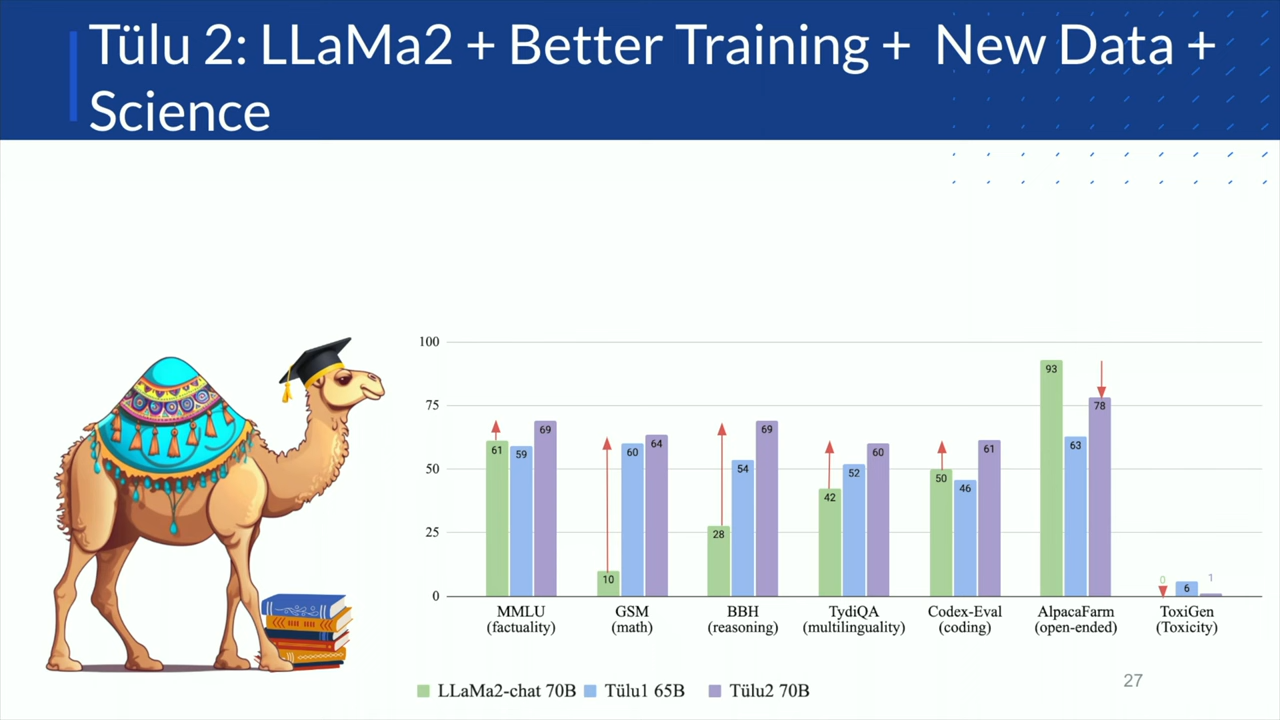 Tülu 2: LLaMa2 + Better Training + New Data +
Science
100
75
50
25
0
61
59
69
10
60
64
28
54
69
42
52
60
50
46
61
93
63
78
0
6
1
MMLU
(factuality)
GSM
(math)
BBH
(reasoning)
TydiQA
(multilinguality)
Codex-Eval
(coding)
AlpacaFarm
(open-ended)
ToxiGen
(Toxicity)
LLaMa2-chat 70B
Tülu1 65B
Tülu2 70B
27